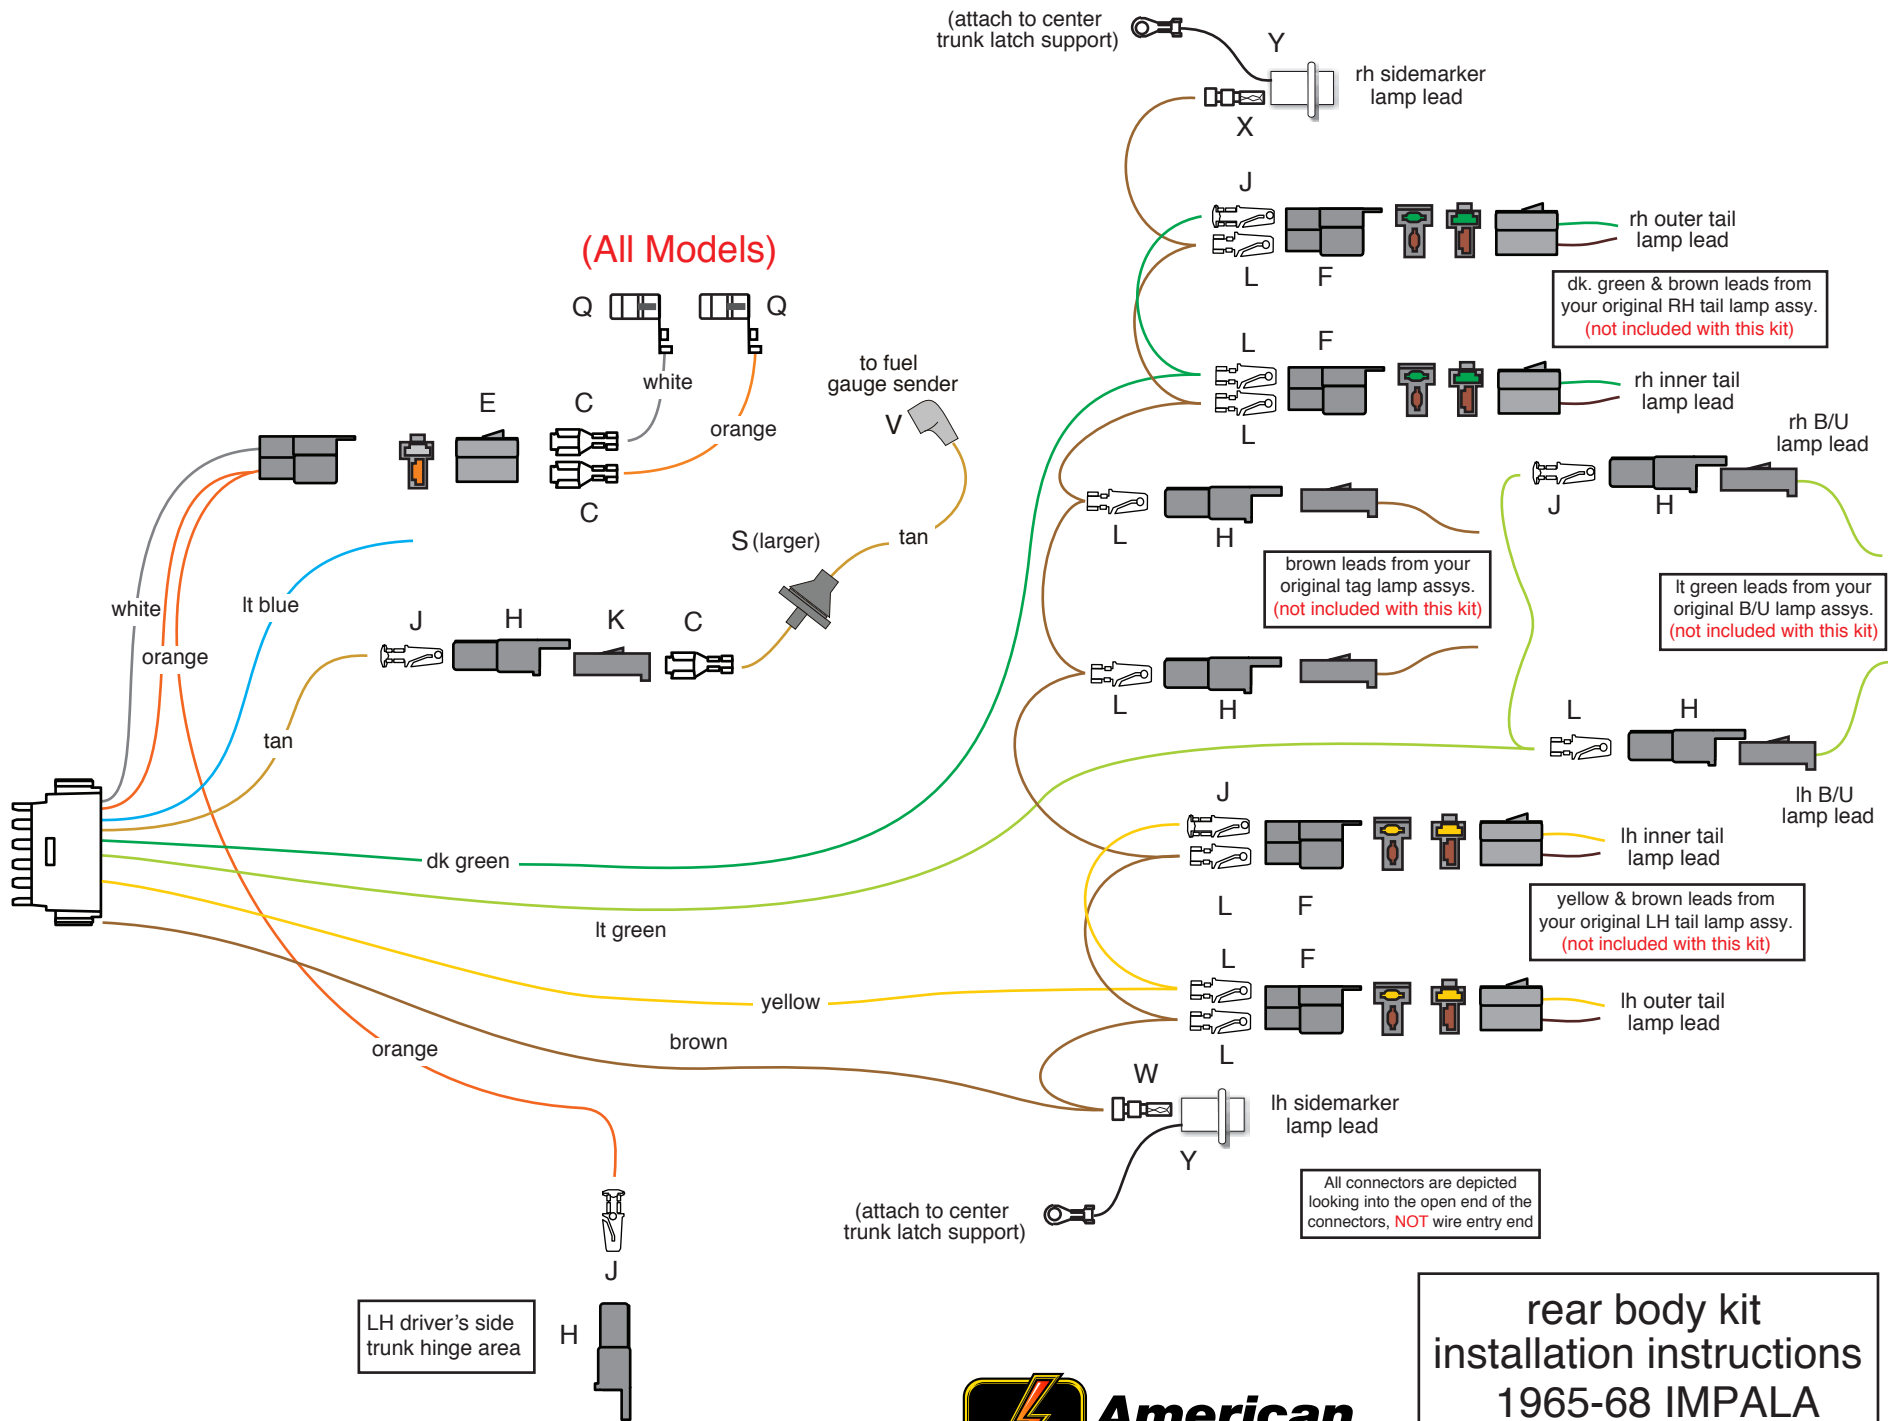 (attach to center
trunk latch support)
Y
rh sidemarker
lamp lead
X
J
rh outer tail
lamp lead
L
F
dk. green & brown leads from
your original RH tail lamp assy.
(not included with this kit)
(All Models)
Q
Q
white
orange
to fuel
gauge sender
V
E
C
C
L
F
rh inner tail
lamp lead
L
rh B/U
lamp lead
J
H
L
H
brown leads from your
original tag lamp assys.
(not included with this kit)
lt green leads from your
original B/U lamp assys.
(not included with this kit)
S (larger)
tan
white
lt blue
orange
J
H
K
C
tan
L
H
L
H
lh B/U
lamp lead
dk green
lt green
J
lh inner tail
lamp lead
L
F
yellow & brown leads from
your original LH tail lamp assy.
(not included with this kit)
L
F
yellow
lh outer tail
lamp lead
L
brown
orange
W
lh sidemarker
lamp lead
Y
(attach to center
trunk latch support)
All connectors are depicted
looking into the open end of the
connectors, NOT wire entry end
J
LH driver's side
trunk hinge area
H
American
rear body kit
installation instructions
1965-68 IMPALA